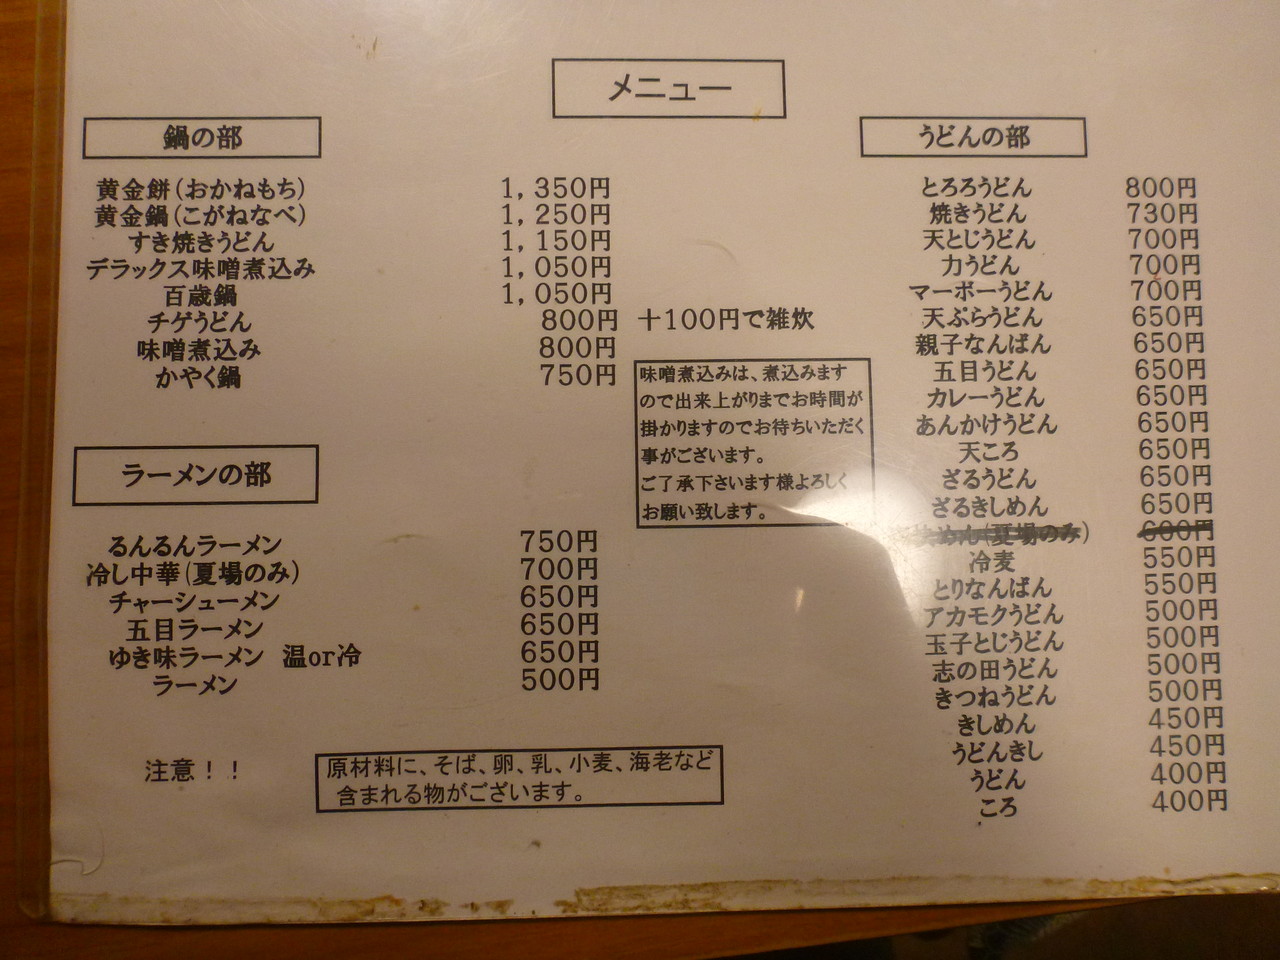 メニュー
鍋の部
黄金餅(おかねもち) 1,350円
黄金鍋(こがねなべ) 1,250円
すき焼きうどん 1,150円
デラックス味噌煮込み 1,050円
百歳鍋 1,050円
チゲうどん 800円 +100円で雑炊
味噌煮込み 800円
かやく鍋 750円
味噌煮込みは、煮込みます
ので出来上がりまでお時間が
掛かりますのでお待ちいただく
事がございます。
ご了承下さいます様よろしく
お願い致します。
ラーメンの部
るんるんラーメン 750円
冷し中華(夏場のみ) 700円
チャーシューメン 650円
五目ラーメン 650円
ゆき味ラーメン 温or冷 650円
ラーメン 500円
注意!!
原材料に、そば、卵、乳、小麦、海老など
含まれる物がございます。
うどんの部
とろろうどん 800円
焼きうどん 730円
天とじうどん 700円
力うどん 700円
マーボーうどん 700円
天ぷらうどん 650円
親子なんばん 650円
五目うどん 650円
カレーうどん 650円
あんかけうどん 650円
天ころ 650円
ざるうどん 650円
ざるきしめん 650円
めん(夏場のみ) 600円
冷麦 550円
とりなんばん 550円
アカモクうどん 500円
玉子とじうどん 500円
志の田うどん 500円
きつねうどん 500円
きしめん 450円
うどんきし 450円
うどん 400円
ころ 400円